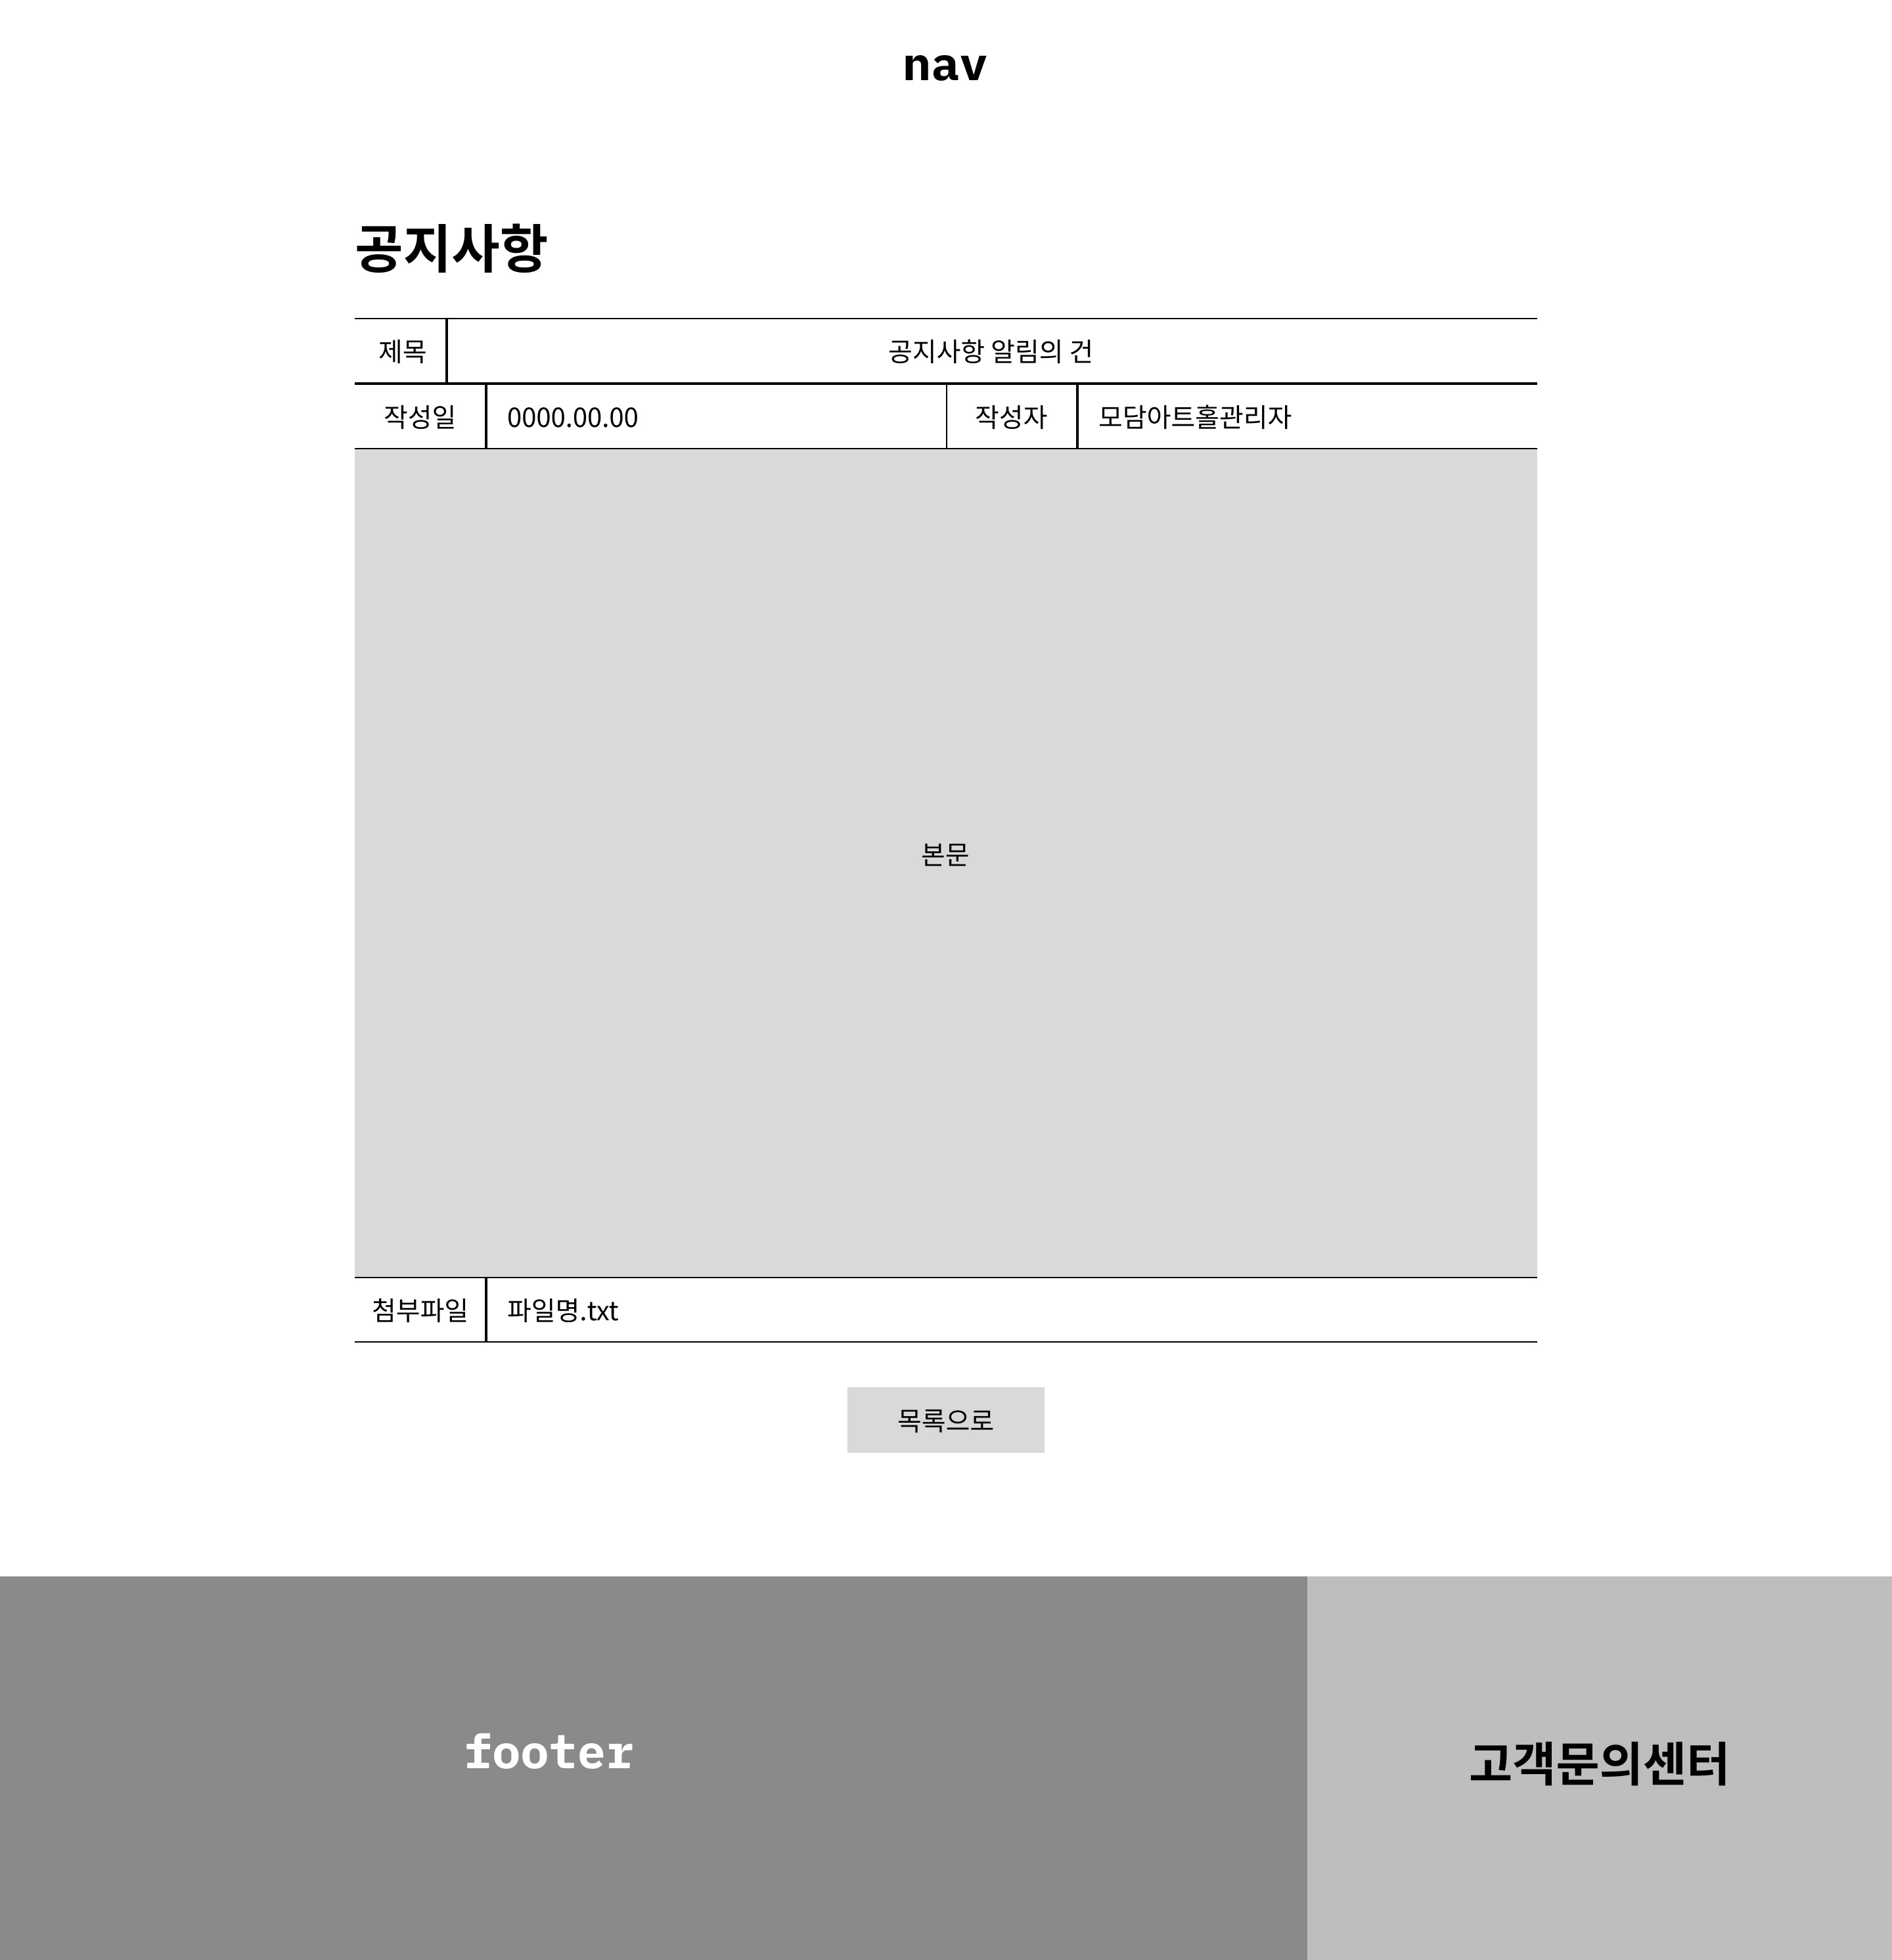 nav
공지사항
제목 공지사항 알림의 건
작성일 0000.00.00 작성자 모담아트홀관리자
본문
첨부파일 파일명.txt
목록으로
footer 고객문의센터